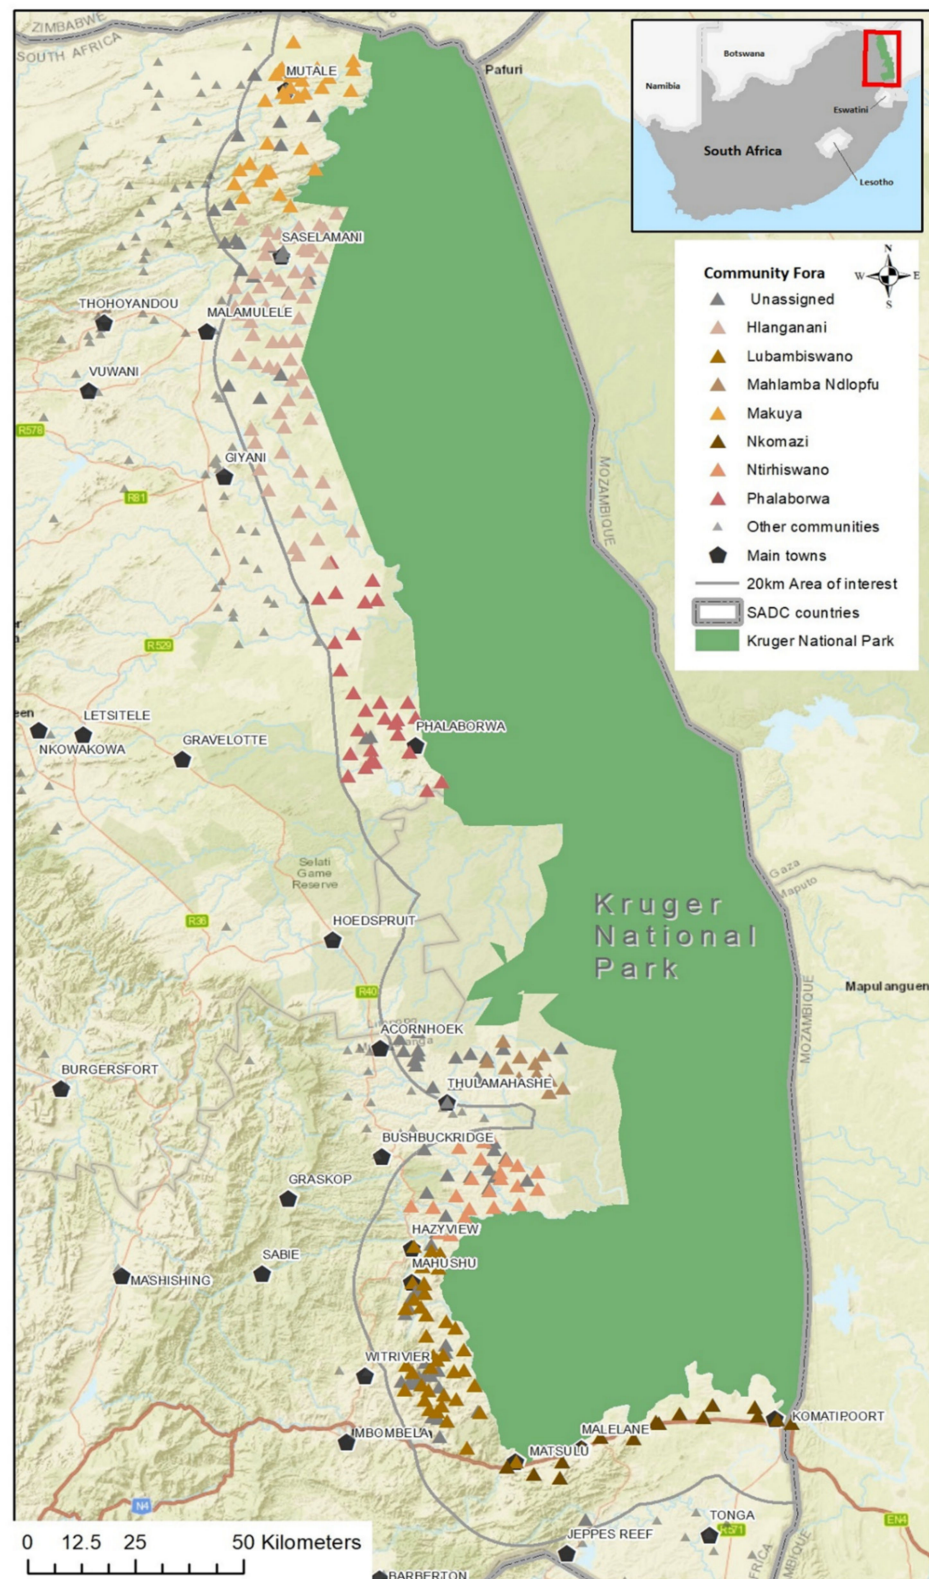 ZIMBABWE
SOUTH AFRICA
MUTALE
Pafuri
Namibia
Botswana
Eswatini
South Africa
Lesotho
Community Fora
N
W
E
S
Unassigned
Hlanganani
Lubambiswano
Mahlamba Ndlopfu
Makuya
Nkomazi
Ntirhiswano
Phalaborwa
Other communities
Main towns
20km Area of interest
SADC countries
Kruger National Park
SASELAMANI
THOHOYANDOU
MALAMULELE
VUWANI
R578
GIYANI
R81
MOZAMBIQUE
R529
LETSITELE
NKOWAKOWA
GRAVELOTTE
PHALABORWA
Selati
Game
Reserve
Gaza
Maputo
R36
HOEDSPRUIT
Kruger
National
Park
R40
MOZAMBIQUE
Mapulanguen
ACORNHOEK
BURGERSFORT
THULAMAHASHE
BUSHBUCKRIDGE
GRASKOP
HAZYVIEW
MAHUSHU
SABIE
MASHISHING
WITRIVIER
KOMATIPOORT
MBOMBELA
MALELANE
MATSULU
N4
EN4
TONGA
R571
JEPPES REEF
BARBERTON
0 12.5 25 50 Kilometers